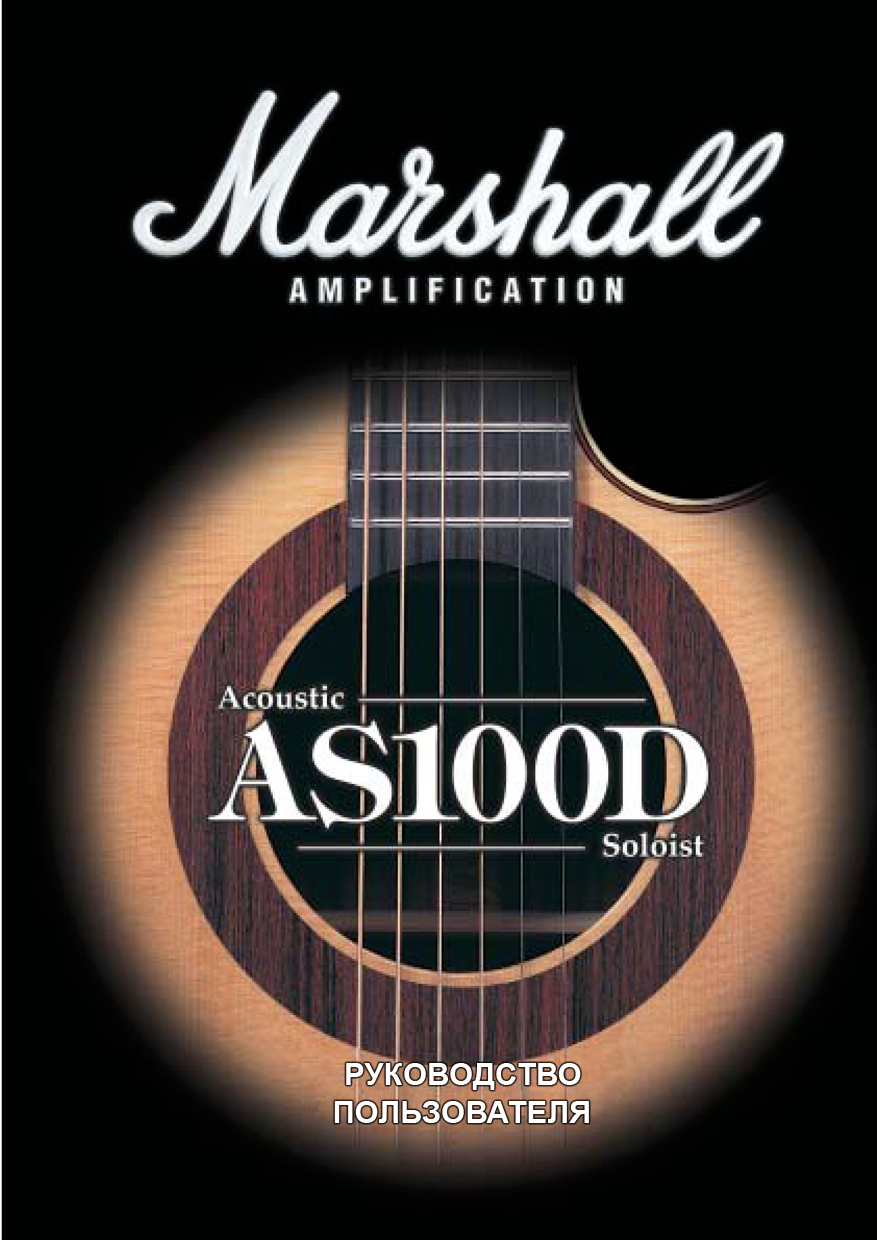 Marshall
AMPLIFICATION
Acoustic
AS100D
Soloist
РУКОВОДСТВО
ПОЛЬЗОВАТЕЛЯ